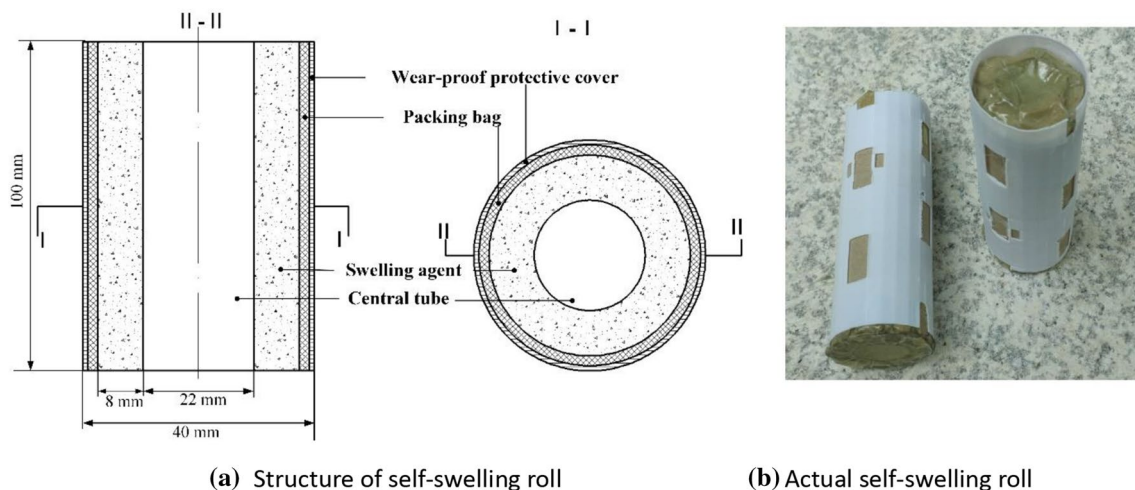 II - II
I - I
Wear-proof protective cover
Packing bag
100 mm
I
I
II
II
Swelling agent
Central tube
8 mm
22 mm
40 mm
(a) Structure of self-swelling roll
(b) Actual self-swelling roll